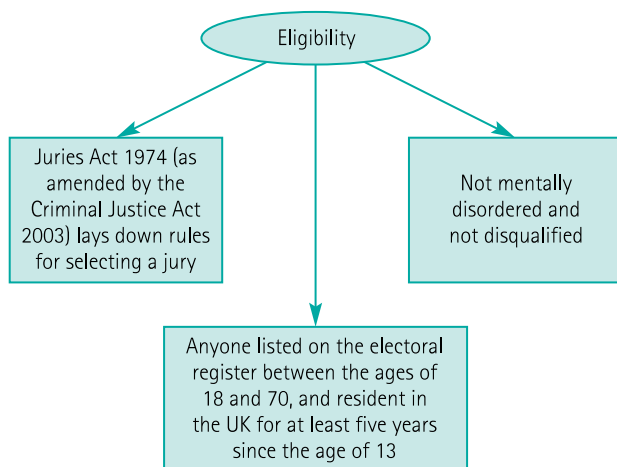 Eligibility
Juries Act 1974 (as
amended by the
Criminal Justice Act
2003) lays down rules
for selecting a jury
Not mentally
disordered and
not disqualified
Anyone listed on the electoral
register between the ages of
18 and 70, and resident in
the UK for at least five years
since the age of 13